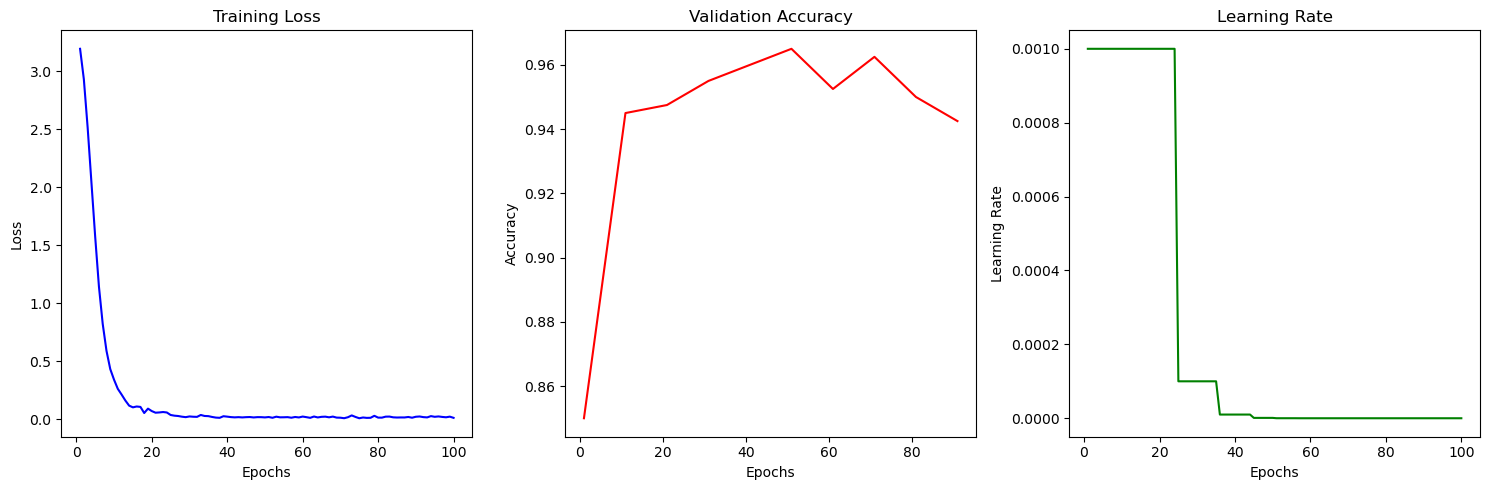 Training Loss
Loss
3.0
2.5
2.0
1.5
1.0
0.5
0.0
0 20 40 60 80 100
Epochs
Validation Accuracy
Accuracy
0.96
0.94
0.92
0.90
0.88
0.86
0 20 40 60 80
Epochs
Learning Rate
Learning Rate
0.0010
0.0008
0.0006
0.0004
0.0002
0.0000
0 20 40 60 80 100
Epochs